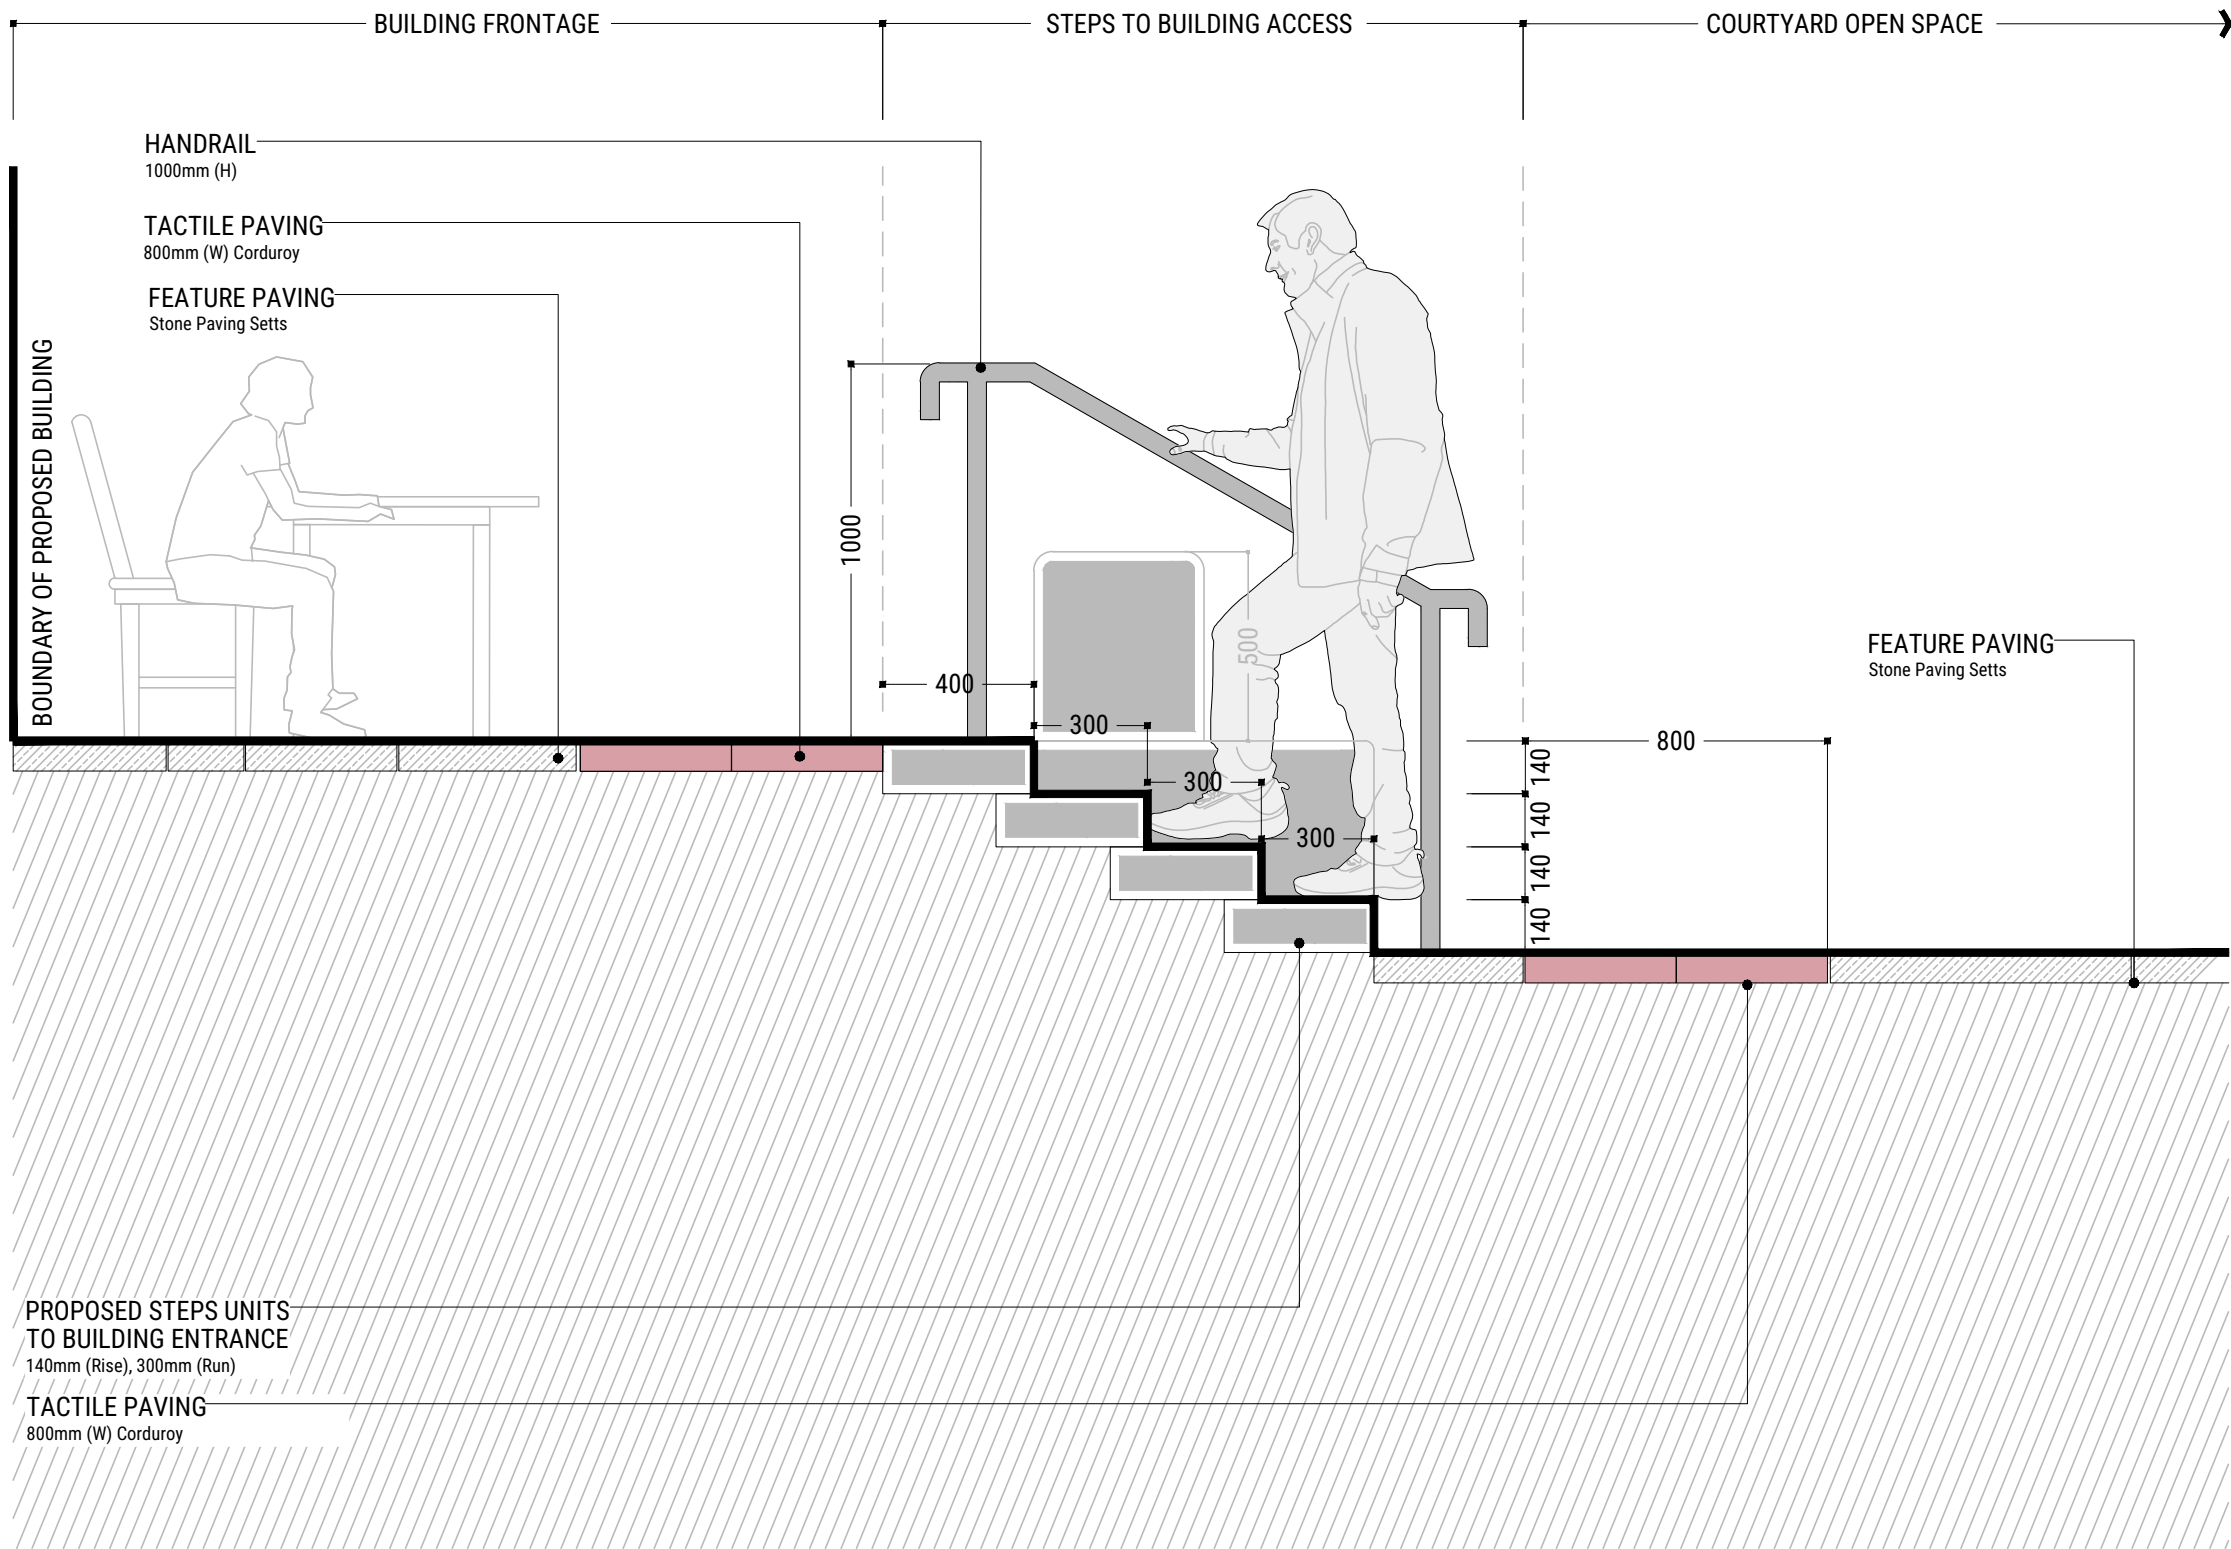 BUILDING FRONTAGE
STEPS TO BUILDING ACCESS
COURTYARD OPEN SPACE
HANDRAIL
1000mm (H)
TACTILE PAVING
800mm (W) Corduroy
FEATURE PAVING
Stone Paving Setts
BOUNDARY OF PROPOSED BUILDING
1000
400
300
300
300
500
800
140
140
140
140
FEATURE PAVING
Stone Paving Setts
PROPOSED STEPS UNITS
TO BUILDING ENTRANCE
140mm (Rise), 300mm (Run)
TACTILE PAVING
800mm (W) Corduroy